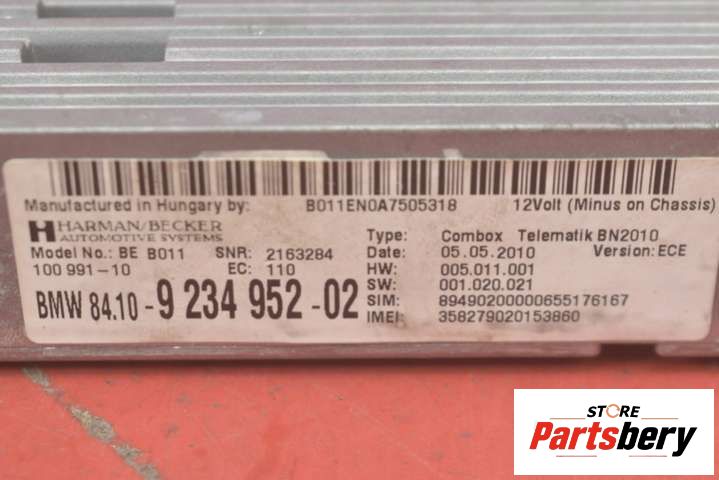 Manufactured in Hungary by: B011EN0A7505318 12Volt (Minus on Chassis)
HARMAN/BECKER
AUTOMOTIVE SYSTEMS
Model No.: BE B011 SNR: 2163284
100 991-10 EC: 110
BMW 84.10 - 9 234 952 - 02
Type: Combox Telematik BN2010
Date: 05.05.2010 Version: ECE
HW: 005.011.001
SW: 001.020.021
SIM: 89490200000655176167
IMEI: 358279020153860
STORE
Partsbery